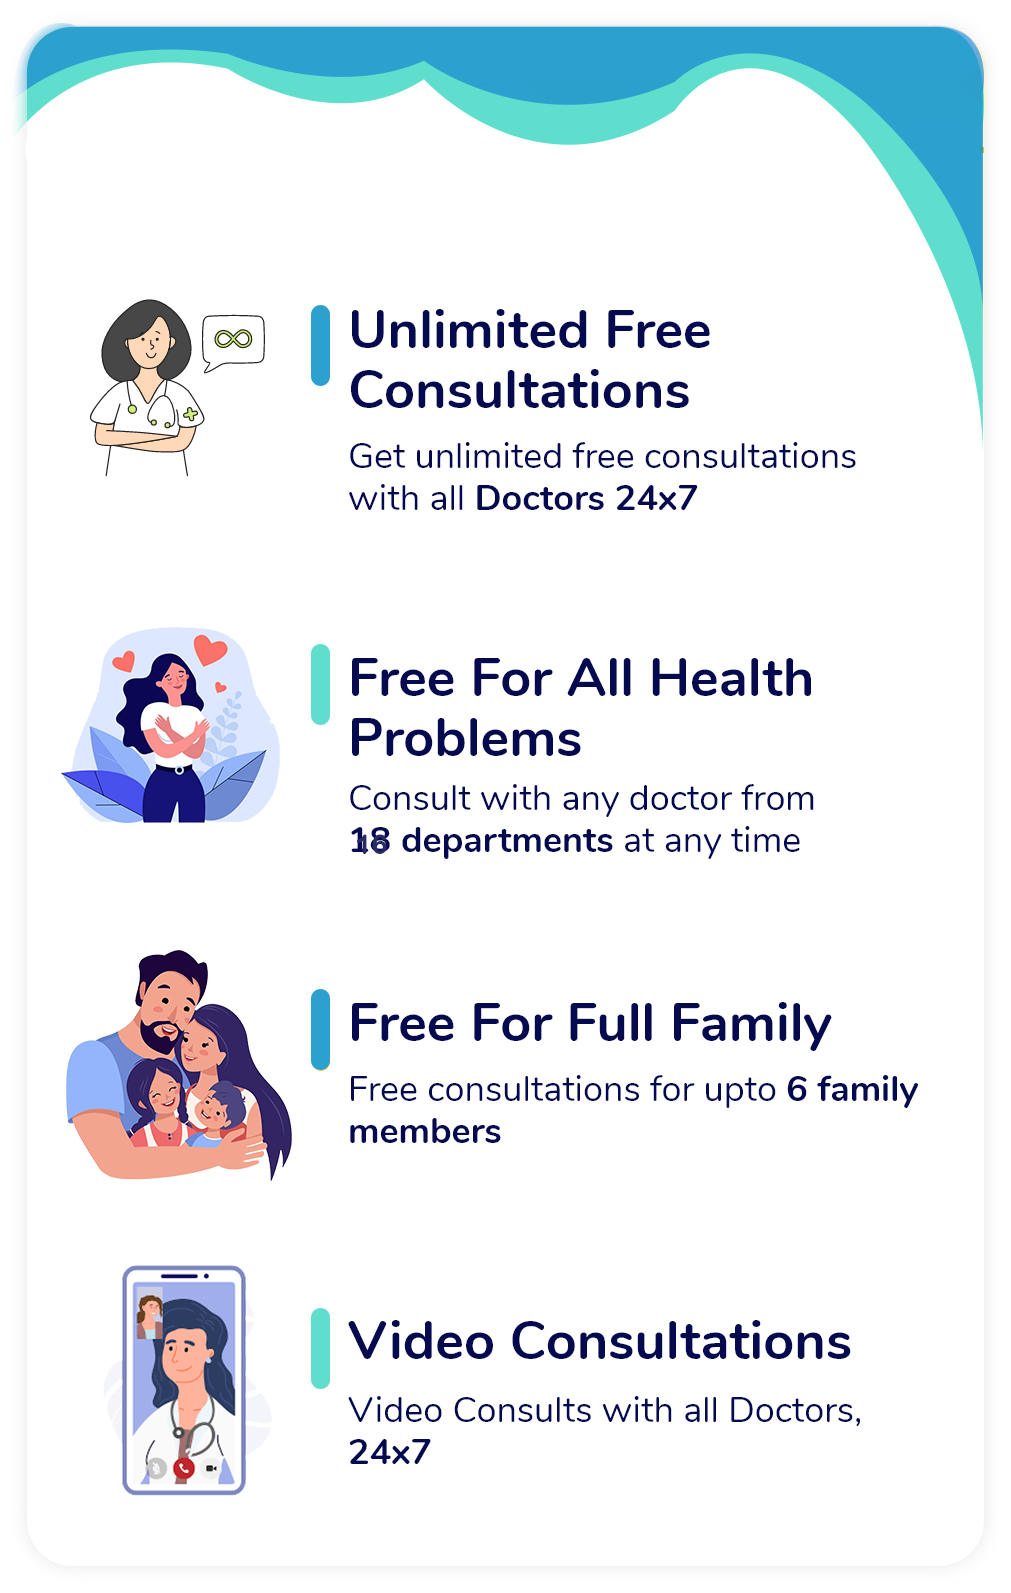 Unlimited Free
Consultations
Get unlimited free consultations
with all Doctors 24x7
Free For All Health
Problems
Consult with any doctor from
departments at any time
Free For Full Family
Free consultations for upto 6 family
members
Video Consultations
Video Consults with all Doctors,
24x7